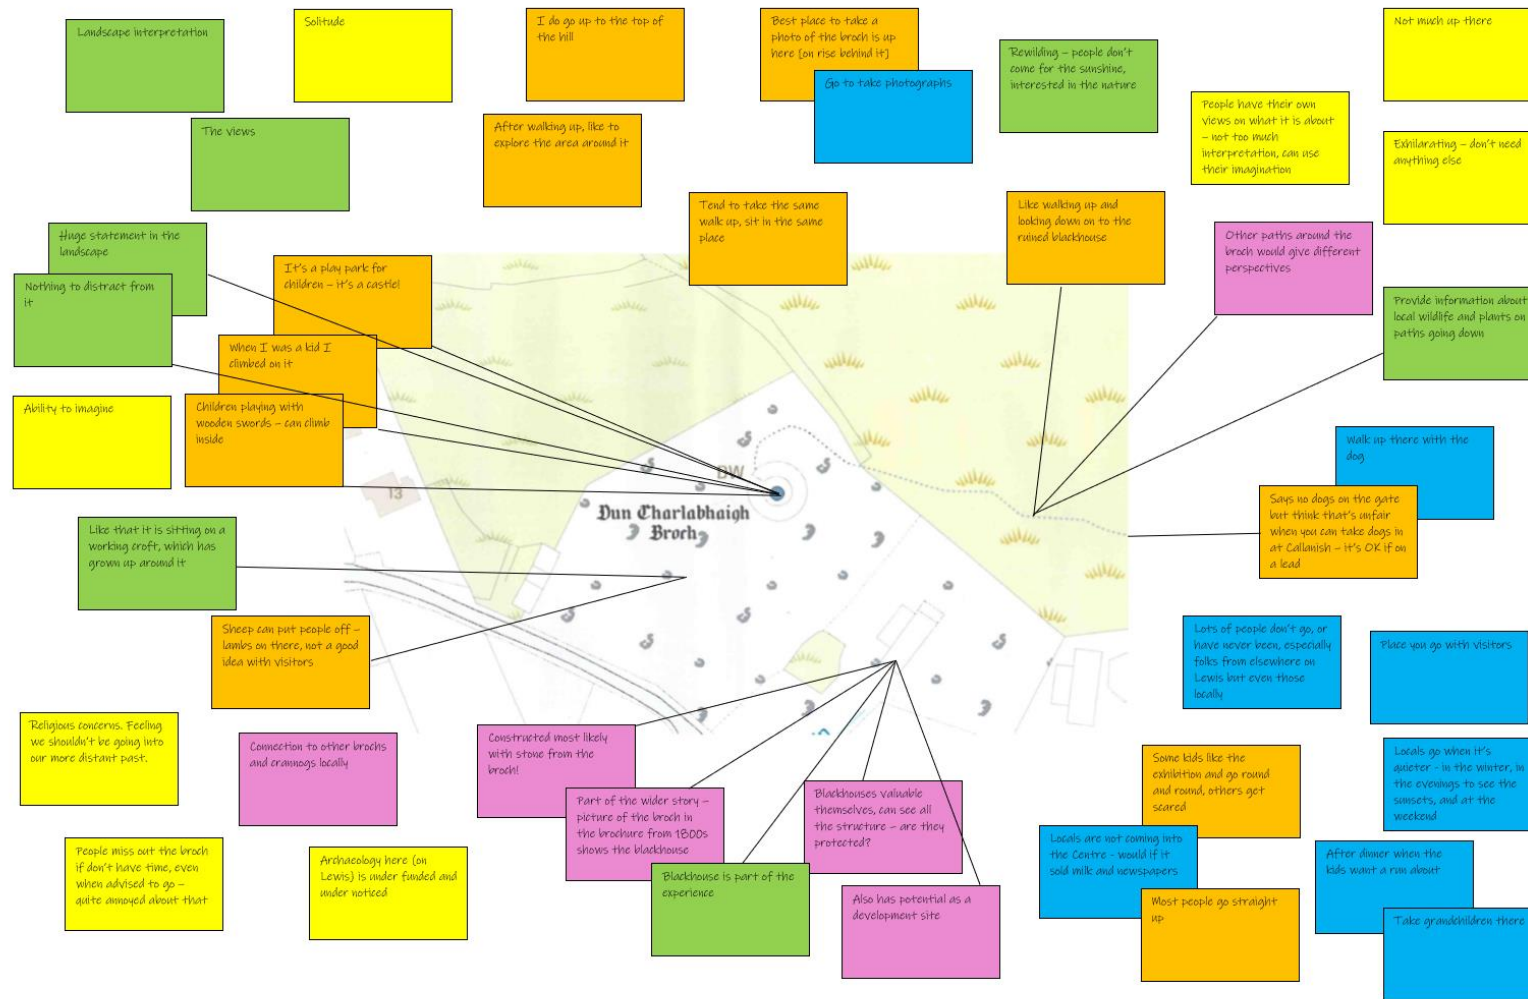 Landscape interpretation
Solitude
I do go up to the top of
the hill
Best place to take a
photo of the broch is up
here [on rise behind it]
Go to take photographs
Rewilding – people don't
come for the sunshine,
interested in the nature
Not much up there
People have their own
views on what it is about
– not too much
interpretation, can use
their imagination
The views
After walking up, like to
explore the area around it
Exhilarating – don't need
anything else
Tend to take the same
walk up, sit in the same
place
Like walking up and
looking down on to the
ruined blackhouse
Other paths around the
broch would give different
perspectives
Huge statement in the
landscape
Nothing to distract from
it
It's a play park for
children – it's a castle!
When I was a kid I
climbed on it
Children playing with
wooden swords – can climb
inside
Ability to imagine
Provide information about
local wildlife and plants on
paths going down
Walk up there with the
dog
Says no dogs on the gate
but think that's unfair
when you can take dogs in
at Callanish – it's OK if on
a lead
BW
13
Dun Charlabhaigh
Broch
Like that it is sitting on a
working croft, which has
grown up around it
Sheep can put people off –
lambs on there, not a good
idea with visitors
Lots of people don't go, or
have never been, especially
folks from elsewhere on
Lewis but even those
locally
Place you go with visitors
Religious concerns. Feeling
we shouldn't be going into
our more distant past.
Connection to other brochs
and crannogs locally
Constructed most likely
with stone from the
broch!
Part of the wider story –
picture of the broch in
the brochure from 1800s
shows the blackhouse
Blackhouses valuable
themselves, can see all
the structure – are they
protected?
Blackhouse is part of the
experience
Also has potential as a
development site
Some kids like the
exhibition and go round
and round, others get
scared
Locals go when it's
quieter - in the winter, in
the evenings to see the
sunsets, and at the
weekend
Locals are not coming into
the Centre - would if it
sold milk and newspapers
Most people go straight
up
After dinner when the
kids want a run about
Take grandchildren there
People miss out the broch
if don't have time, even
when advised to go –
quite annoyed about that
Archaeology here (on
Lewis) is under funded and
under noticed